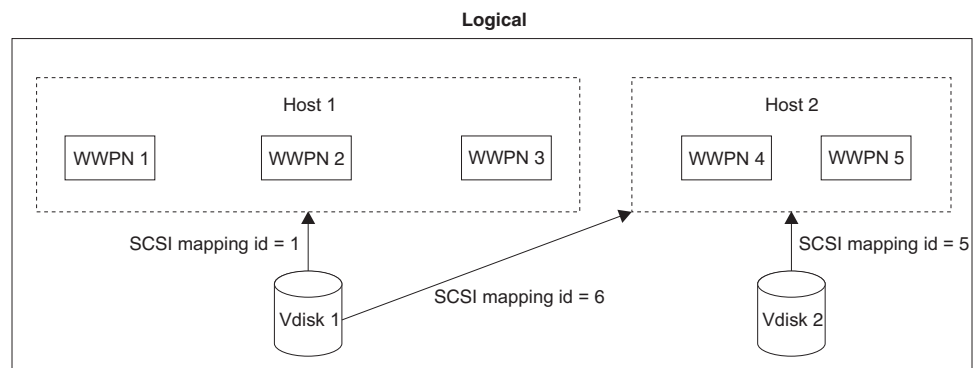 Logical
Host 1
Host 2
WWPN 1
WWPN 2
WWPN 3
WWPN 4
WWPN 5
SCSI mapping id = 1
SCSI mapping id = 5
SCSI mapping id = 6
Vdisk 1
Vdisk 2